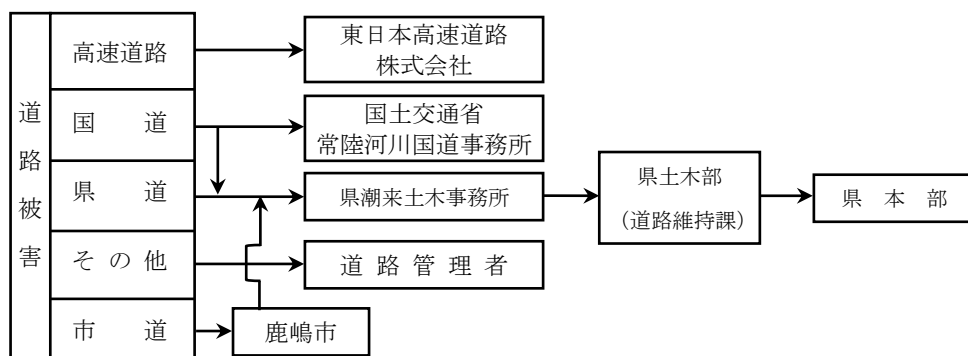 道路被害
高速道路
東日本高速道路
株式会社
国道
国土交通省
常陸河川国道事務所
県道
県潮来土木事務所
県土木部
(道路維持課)
県本部
その他
道路管理者
市道
鹿嶋市